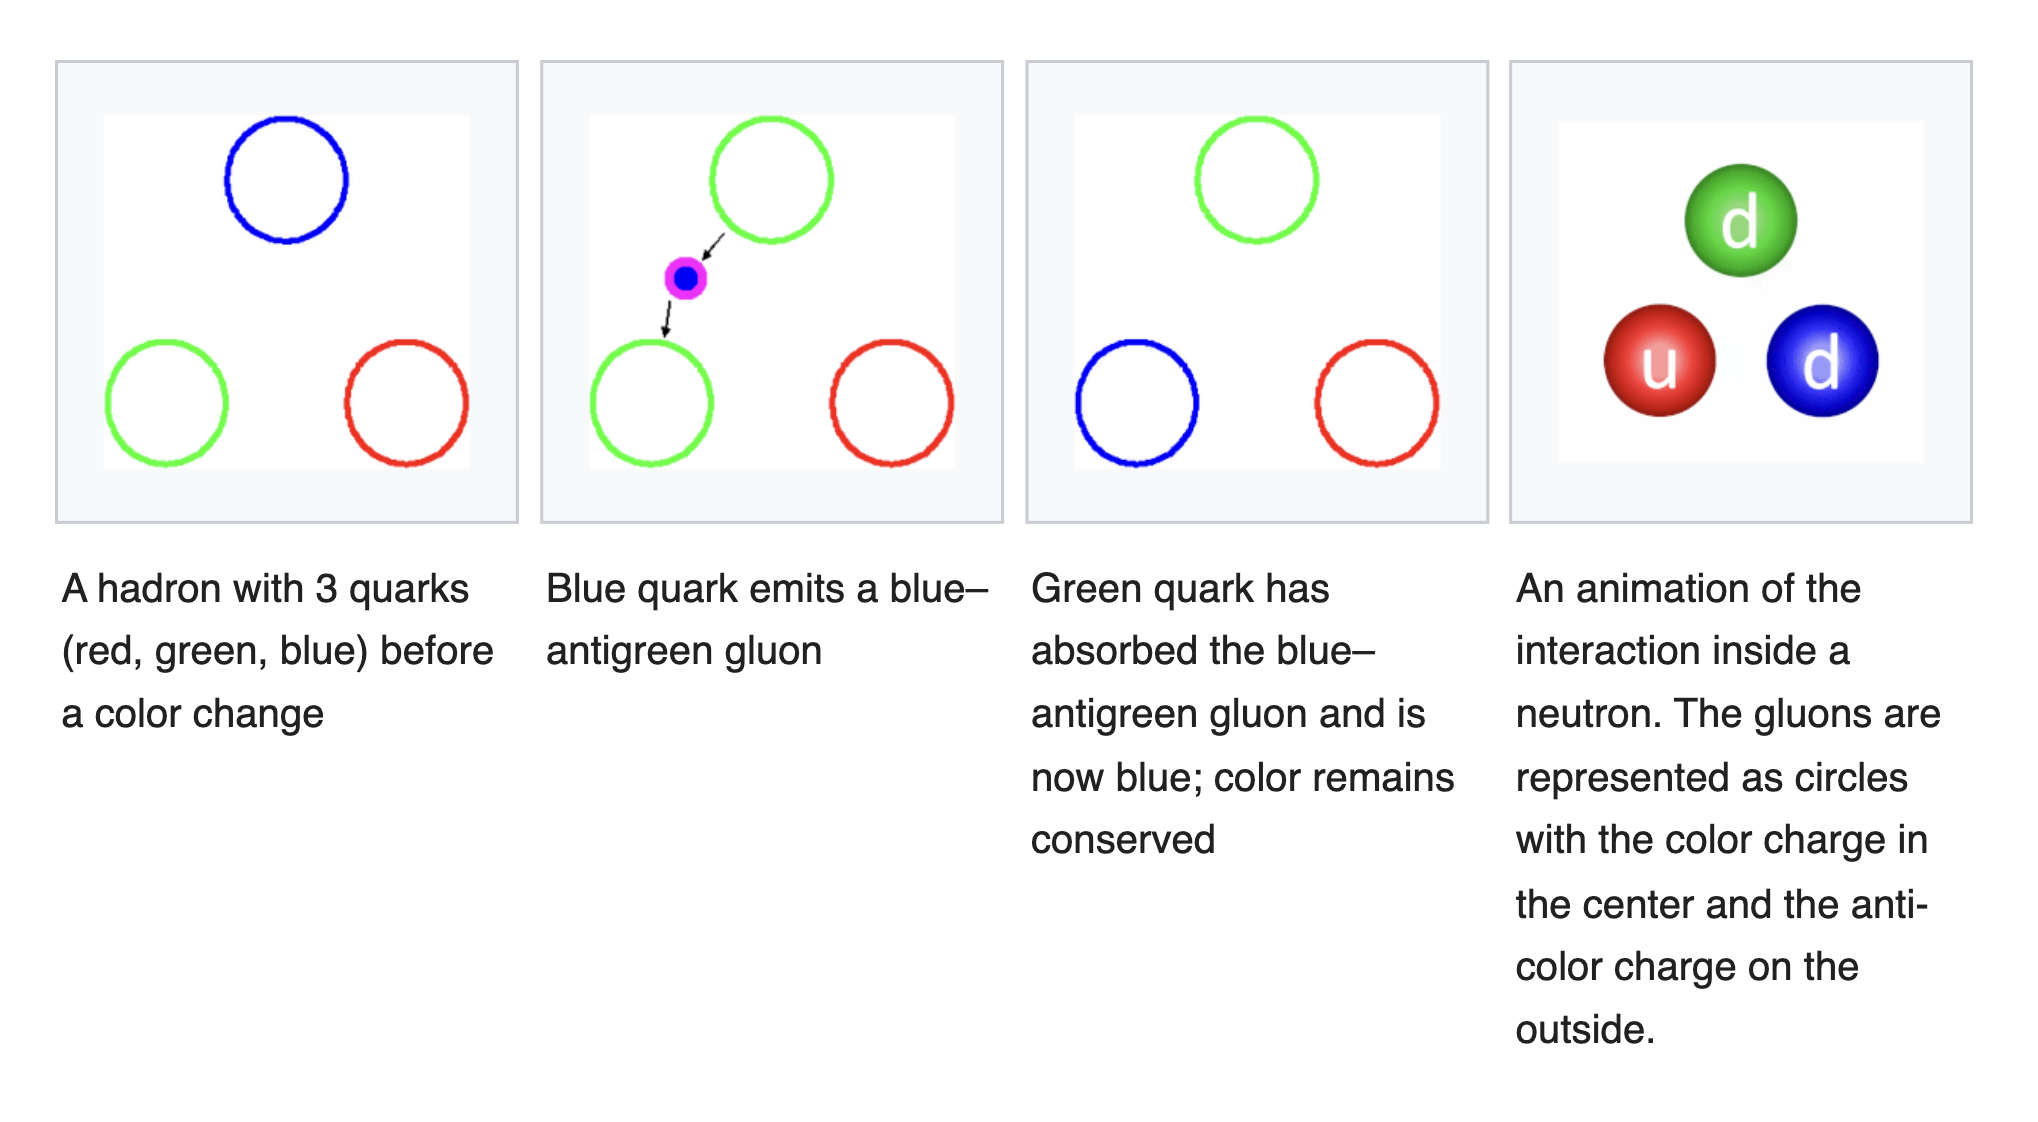 d
u
d
A hadron with 3 quarks
(red, green, blue) before
a color change
Blue quark emits a blue–
antigreen gluon
Green quark has
absorbed the blue–
antigreen gluon and is
now blue; color remains
conserved
An animation of the
interaction inside a
neutron. The gluons are
represented as circles
with the color charge in
the center and the anti-
color charge on the
outside.